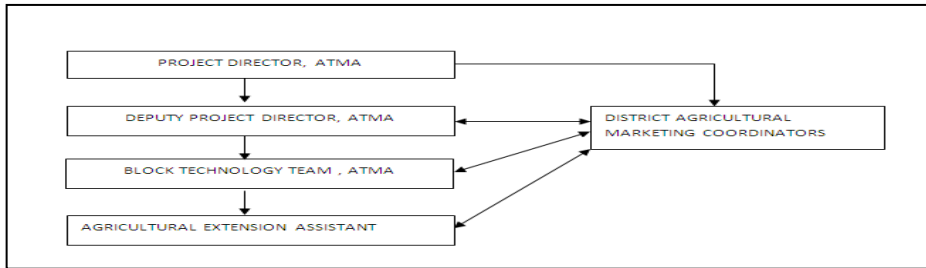 PROJECT DIRECTOR, ATMA
DEPUTY PROJECT DIRECTOR, ATMA
DISTRICT AGRICULTURAL
MARKETING COORDINATORS
BLOCK TECHNOLOGY TEAM , ATMA
AGRICULTURAL EXTENSION ASSISTANT